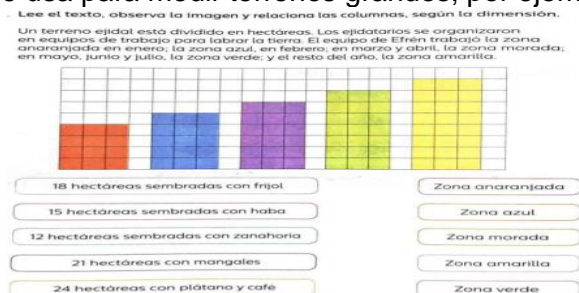 usa para medir terrenos grandes, por ejem
Lee el texto, observa la imagen y relaciona las columnas, según la dimensión.
Un terreno ejidal está dividido en hectáreas. Los ejidatarios se organizaron
en equipos de trabajo para labrar la tierra. El equipo de Efrén trabajó la zona
anaranjada en enero; la zona azul, en febrero; en marzo y abril, la zona morada;
en mayo, junio y julio, la zona verde; y el resto del año, la zona amarilla.
18 hectáreas sembradas con frijol
Zona anaranjada
15 hectáreas sembradas con haba
Zona azul
12 hectáreas sembradas con zanahoria
Zona morada
21 hectáreas con mangales
Zona amarilla
24 hectáreas con plátano y café
Zona verde